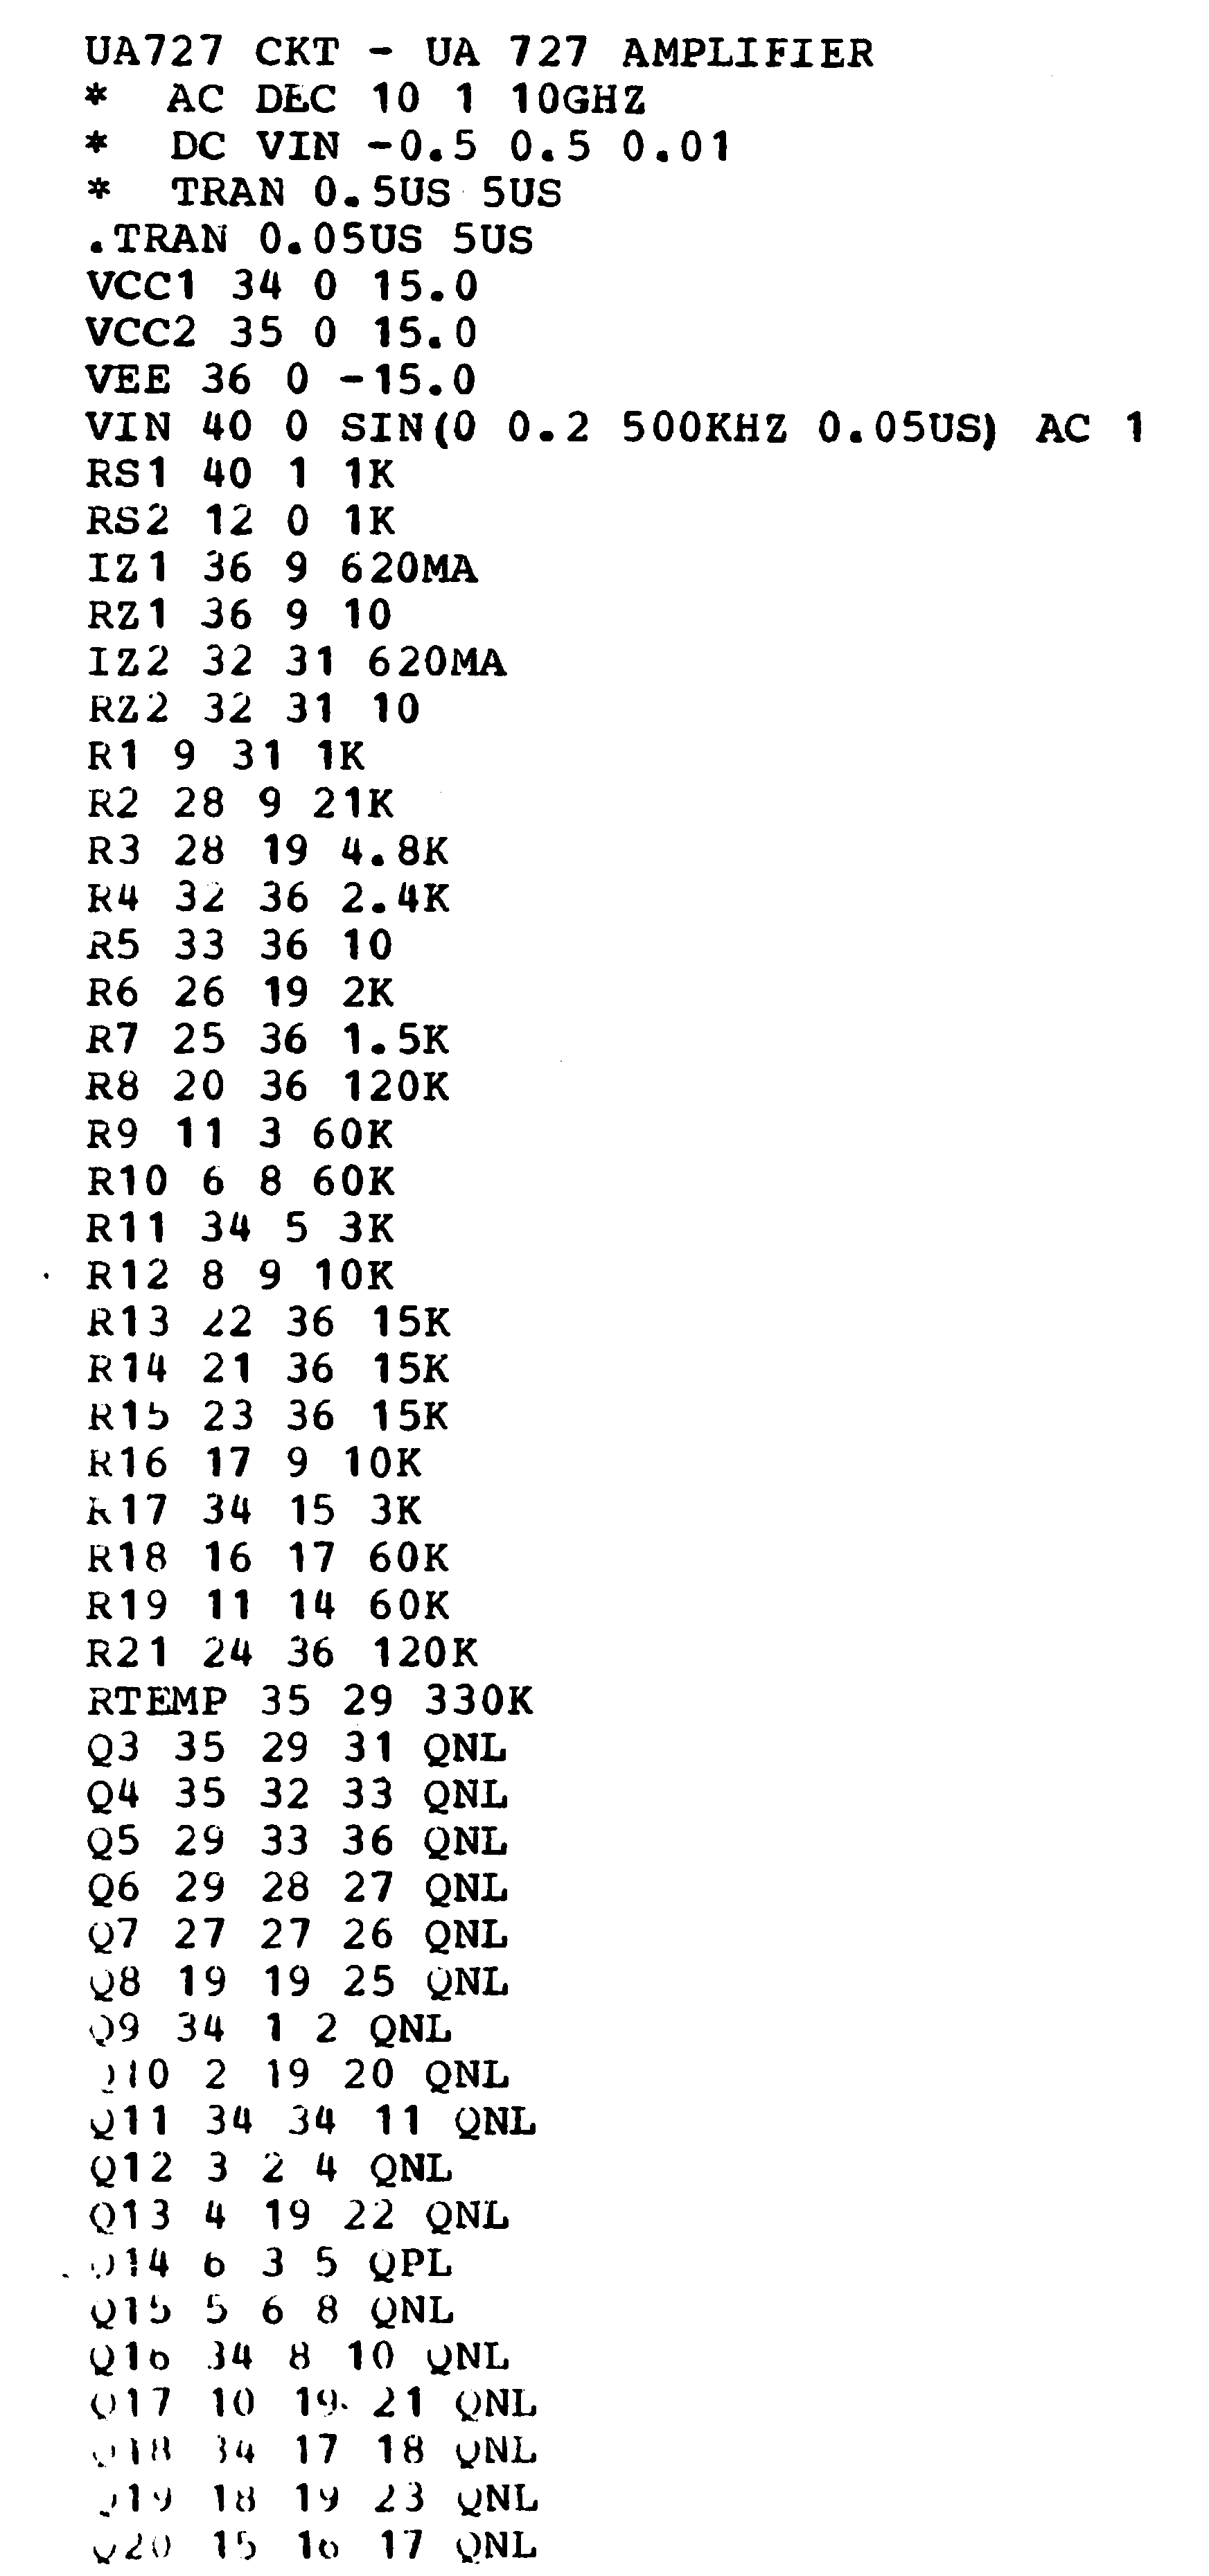 UA727 CKT - UA 727 AMPLIFIER
* AC DEC 10 1 10GHZ
* DC VIN -0.5 0.5 0.01
* TRAN 0.5US 5US
.TRAN 0.05US 5US
VCC1 34 0 15.0
VCC2 35 0 15.0
VEE 36 0 -15.0
VIN 40 0 SIN(0 0.2 500KHZ 0.05US) AC 1
RS1 40 1 1K
RS2 12 0 1K
IZ1 36 9 620MA
RZ1 36 9 10
IZ2 32 31 620MA
RZ2 32 31 10
R1 9 31 1K
R2 28 9 21K
R3 28 19 4.8K
R4 32 36 2.4K
R5 33 36 10
R6 26 19 2K
R7 25 36 1.5K
R8 20 36 120K
R9 11 3 60K
R10 6 8 60K
R11 34 5 3K
R12 8 9 10K
R13 22 36 15K
R14 21 36 15K
R15 23 36 15K
R16 17 9 10K
R17 34 15 3K
R18 16 17 60K
R19 11 14 60K
R21 24 36 120K
RTEMP 35 29 330K
Q3 35 29 31 QNL
Q4 35 32 33 QNL
Q5 29 33 36 QNL
Q6 29 28 27 QNL
Q7 27 27 26 QNL
Q8 19 19 25 QNL
Q9 34 1 2 QNL
Q10 2 19 20 QNL
Q11 34 34 11 QNL
Q12 3 2 4 QNL
Q13 4 19 22 QNL
Q14 6 3 5 QPL
Q15 5 6 8 QNL
Q16 34 8 10 QNL
Q17 10 19 21 QNL
Q18 34 17 18 QNL
Q19 18 19 23 QNL
Q20 15 16 17 QNL